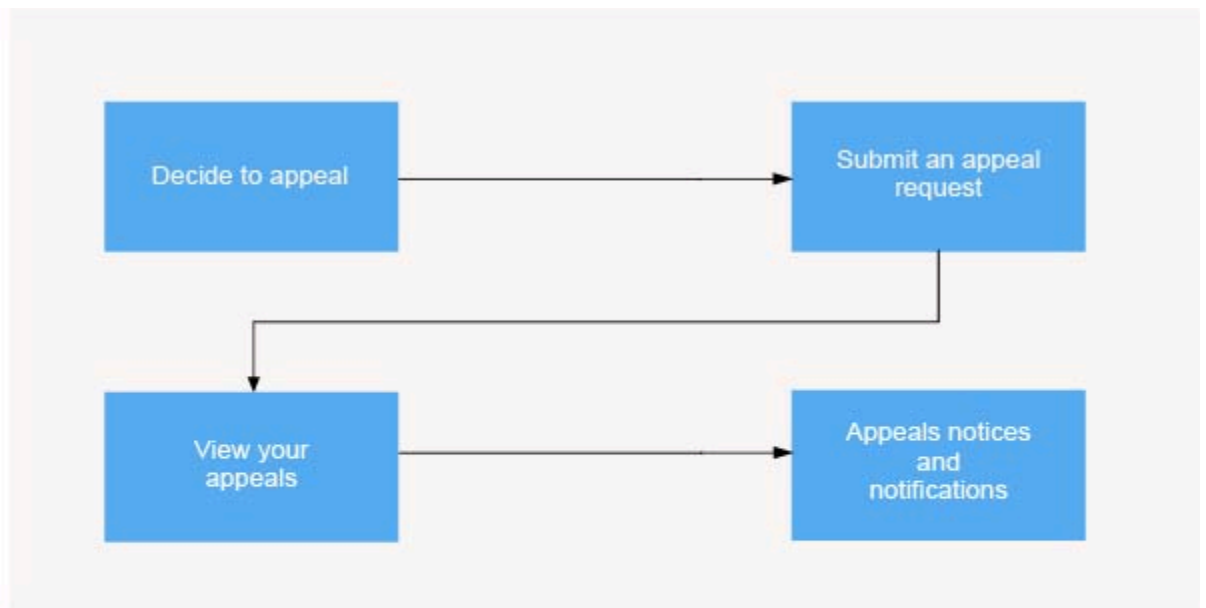 Decide to appeal
Submit an appeal
request
View your
appeals
Appeals notices
and
notifications